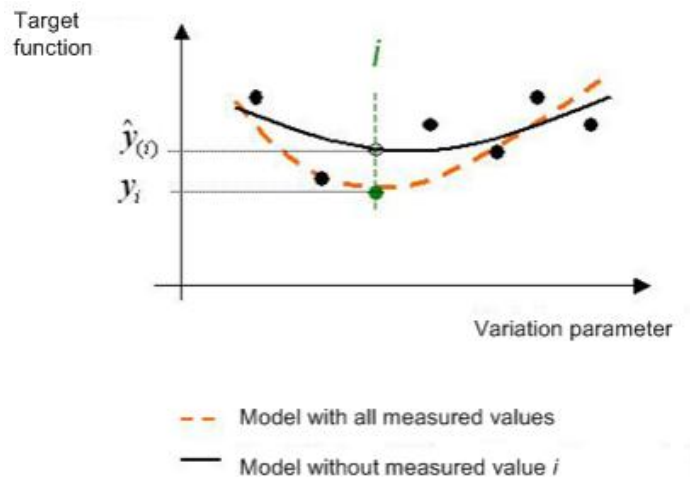 Target
function
i
ŷ(i)
yi
Variation parameter
Model with all measured values
Model without measured value i